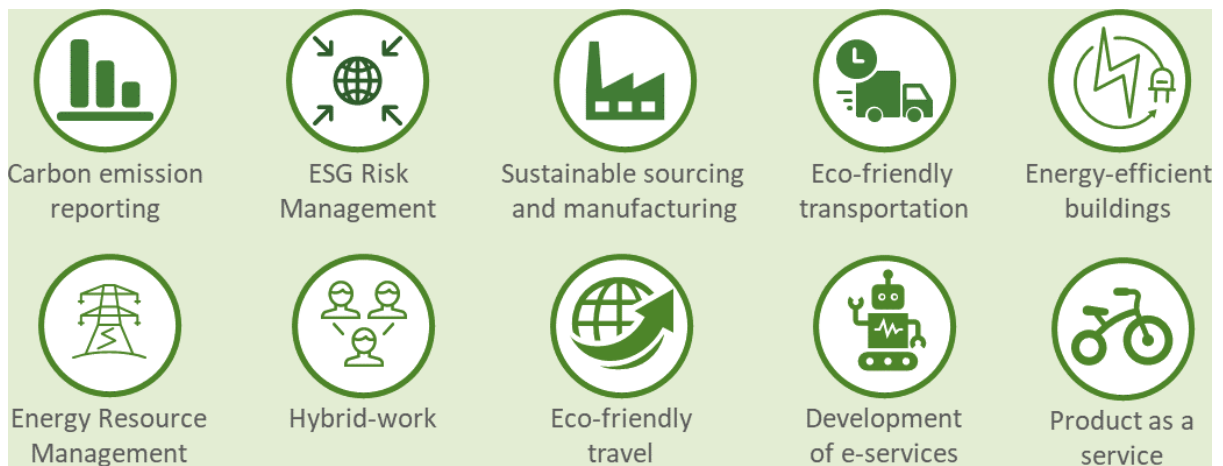 Carbon emission
reporting
ESG Risk
Management
Sustainable sourcing
and manufacturing
Eco-friendly
transportation
Energy-efficient
buildings
Energy Resource
Management
Hybrid-work
Eco-friendly
travel
Development
of e-services
Product as a
service